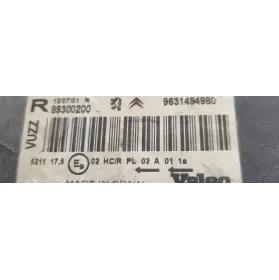 R 12/07/01 N
89300200 9631494980
VUZZ
5211 17,5 E9 02 HC/R PL 02 A 01 1a
MADE IN SPAIN Valeo